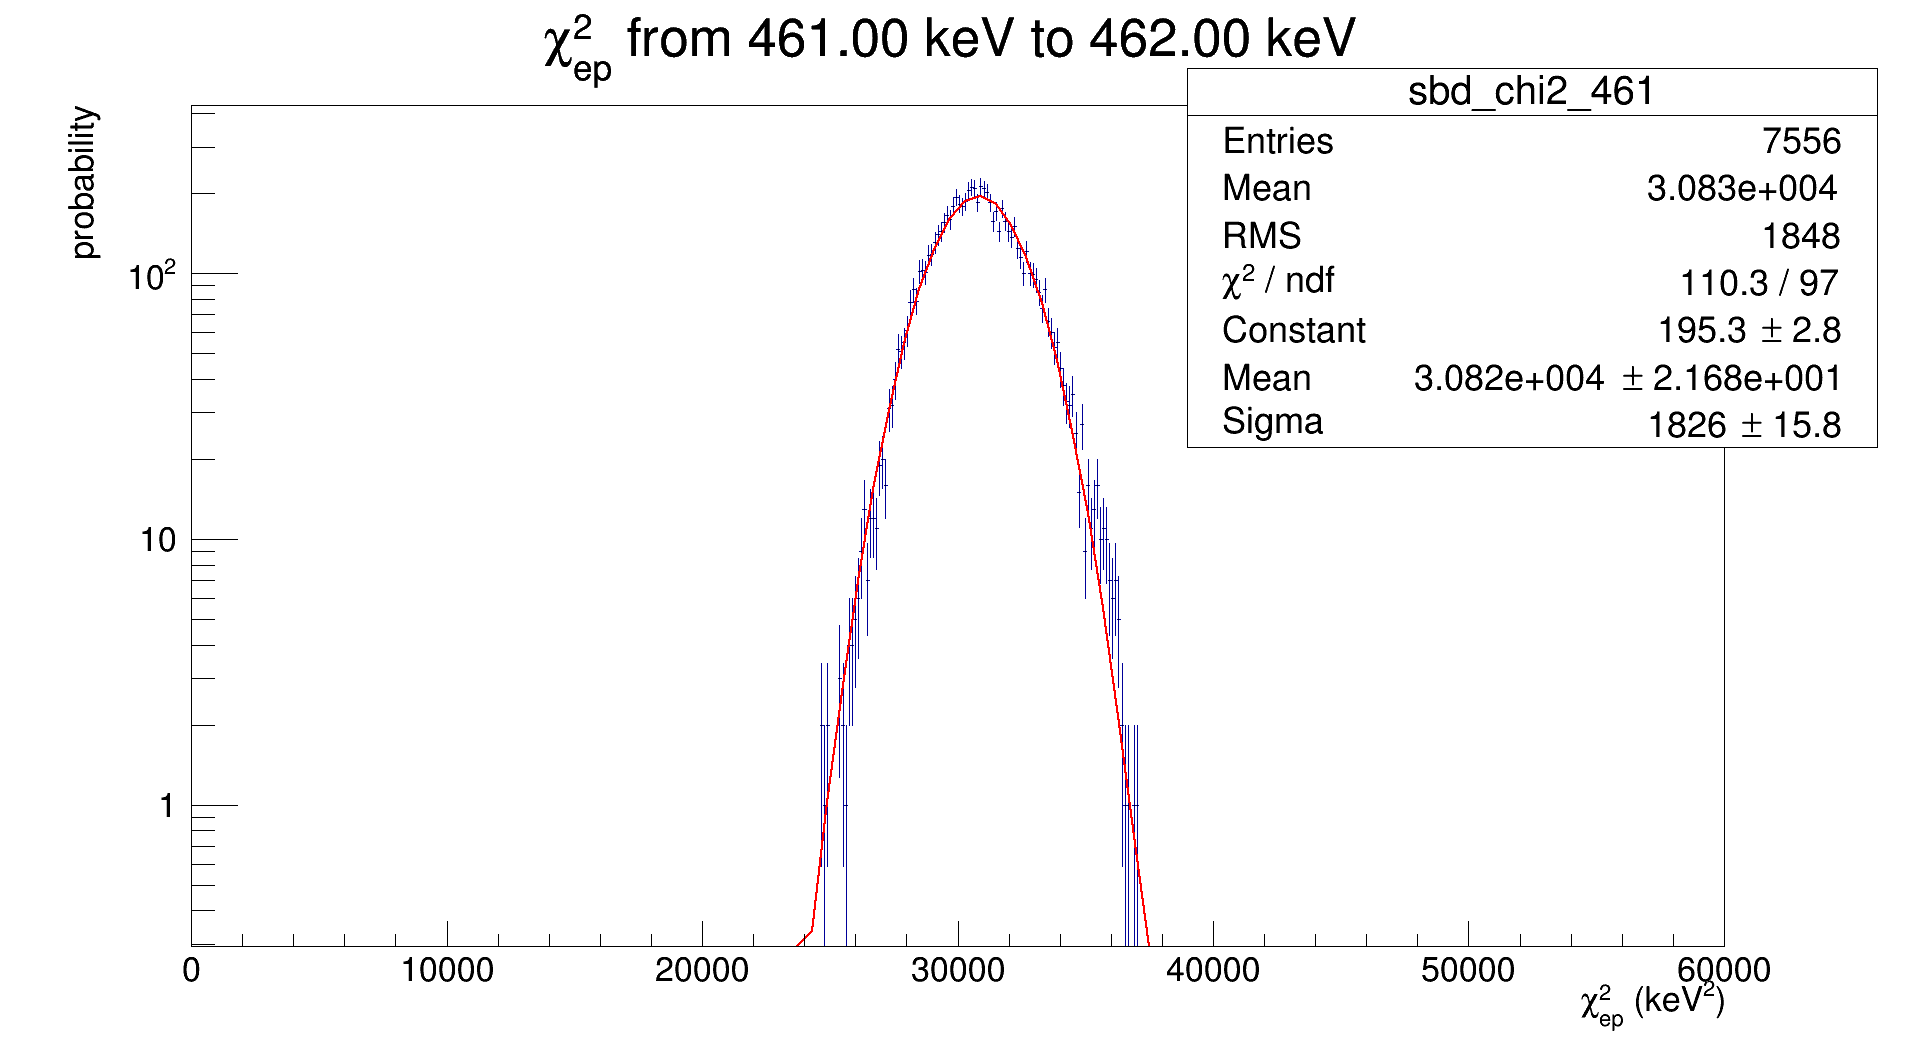 χ²ep from 461.00 keV to 462.00 keV
sbd_chi2_461
Entries 7556
Mean 3.083e+004
RMS 1848
χ² / ndf 110.3 / 97
Constant 195.3 ± 2.8
Mean 3.082e+004 ± 2.168e+001
Sigma 1826 ± 15.8
probability
10²
10
1
0 10000 20000 30000 40000 50000 60000
χ²ep (keV²)